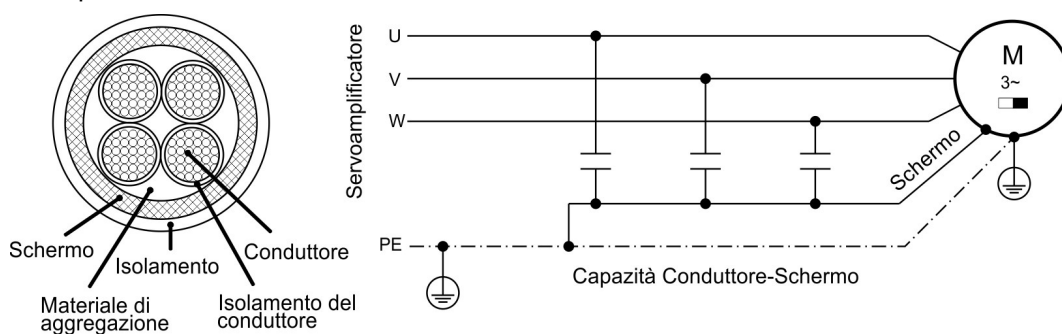 Schermo
Isolamento
Conduttore
Materiale di
aggregazione
Isolamento del
conduttore
Servoamplificatore
U
V
W
PE
M
3~
Schermo
Capazità Conduttore-Schermo